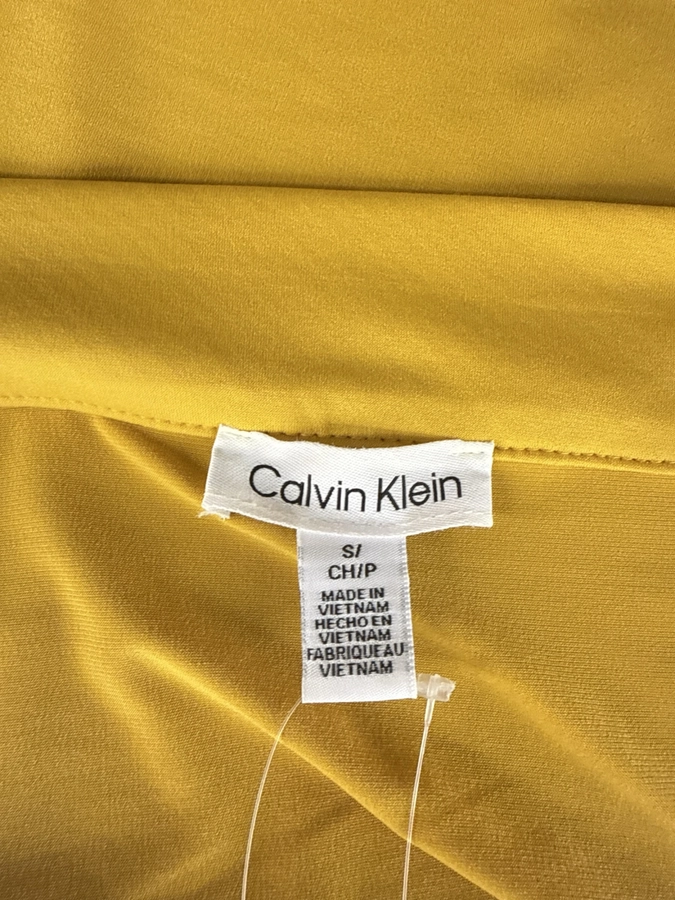 Calvin Klein
S/
CH/P
MADE IN
VIETNAM
HECHO EN
VIETNAM
FABRIQUE AU
VIETNAM